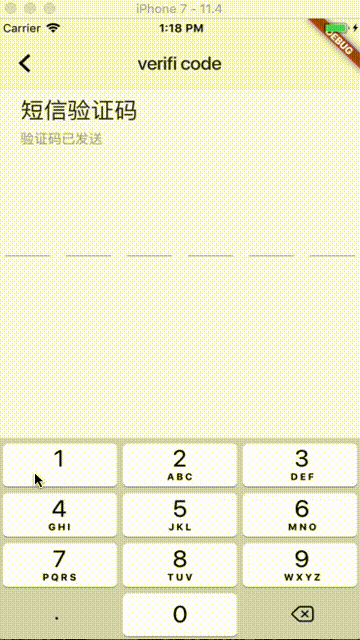 iPhone 7 - 11.4
Carrier 1:18 PM
DEBUG
verifi code
短信验证码
验证码已发送
1 2 3
ABC DEF
4 5 6
GHI JKL MNO
7 8 9
PQRS TUV WXYZ
. 0